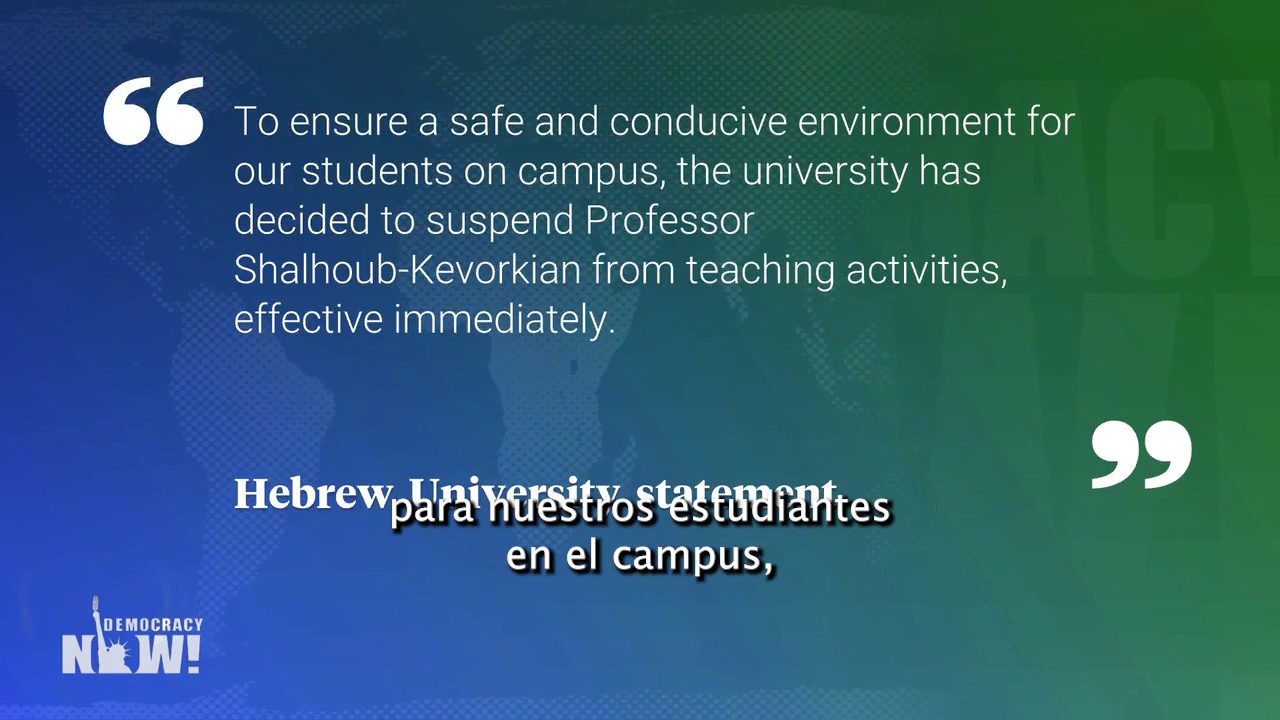 To ensure a safe and conducive environment for
our students on campus, the university has
decided to suspend Professor
Shalhoub-Kevorkian from teaching activities,
effective immediately.
Hebrew University statement
para nuestros estudiantes
en el campus,
DEMOCRACY
NOW!